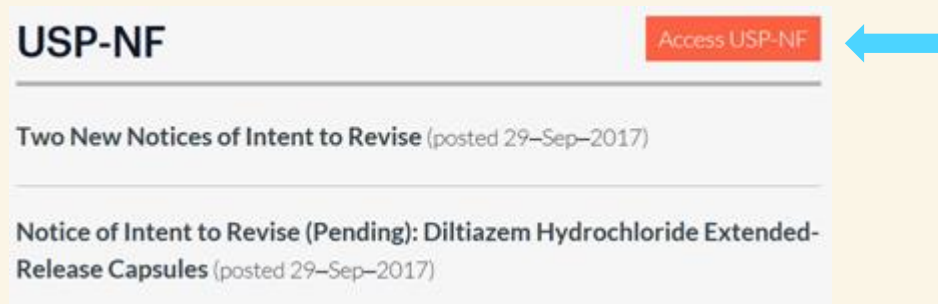 USP-NF
Access USP-NF
Two New Notices of Intent to Revise (posted 29–Sep–2017)
Notice of Intent to Revise (Pending): Diltiazem Hydrochloride Extended-
Release Capsules (posted 29–Sep–2017)